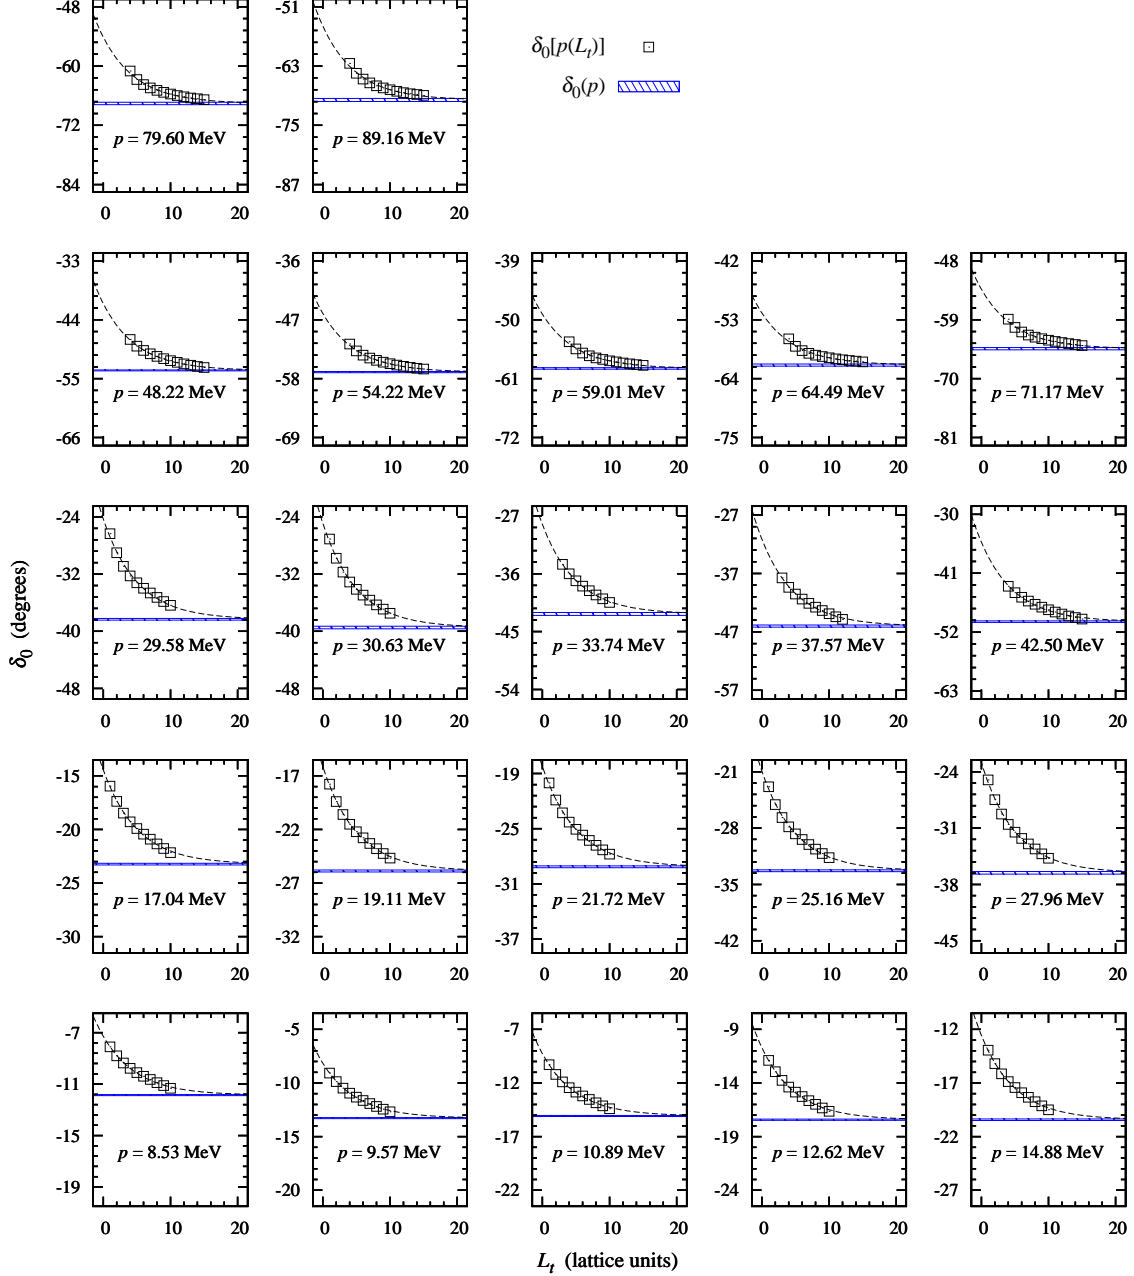 -48 -51
-60 -63
-72 -75
-84 -87
p = 79.60 MeV p = 89.16 MeV
0 10 20 0 10 20
δ0[p(Lt)]
δ0(p)
-33 -36 -39 -42 -48
-44 -47 -50 -53 -59
-55 -58 -61 -64 -70
p = 48.22 MeV p = 54.22 MeV p = 59.01 MeV p = 64.49 MeV p = 71.17 MeV
-66 -69 -72 -75 -81
0 10 20 0 10 20 0 10 20 0 10 20 0 10 20
-24 -24 -27 -27 -30
-32 -32 -36 -37 -41
-40 -40 -45 -47 -52
p = 29.58 MeV p = 30.63 MeV p = 33.74 MeV p = 37.57 MeV p = 42.50 MeV
-48 -48 -54 -57 -63
0 10 20 0 10 20 0 10 20 0 10 20 0 10 20
δ0 (degrees)
-15 -17 -19 -21 -24
-20 -22 -25 -28 -31
-25 -27 -31 -35 -38
p = 17.04 MeV p = 19.11 MeV p = 21.72 MeV p = 25.16 MeV p = 27.96 MeV
-30 -32 -37 -42 -45
0 10 20 0 10 20 0 10 20 0 10 20 0 10 20
-7 -5 -7 -9 -12
-11 -10 -12 -14 -17
-15 -15 -17 -19 -22
p = 8.53 MeV p = 9.57 MeV p = 10.89 MeV p = 12.62 MeV p = 14.88 MeV
-19 -20 -22 -24 -27
0 10 20 0 10 20 0 10 20 0 10 20 0 10 20
Lt (lattice units)